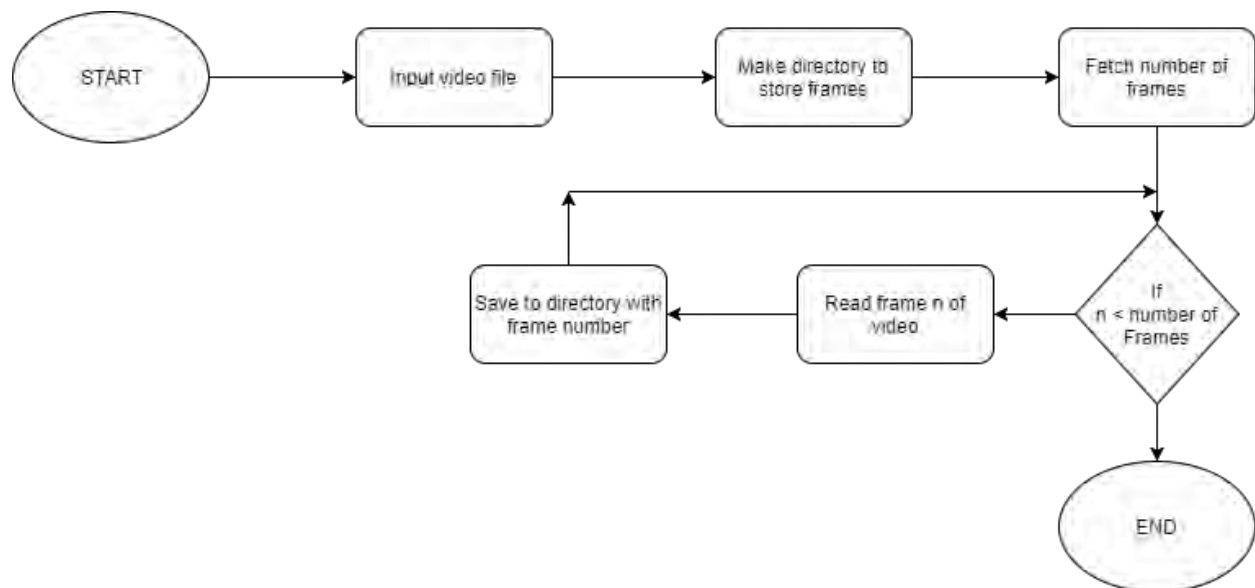 START
Input video file
Make directory to
store frames
Fetch number of
frames
If
n < number of
Frames
Read frame n of
video
Save to directory with
frame number
END